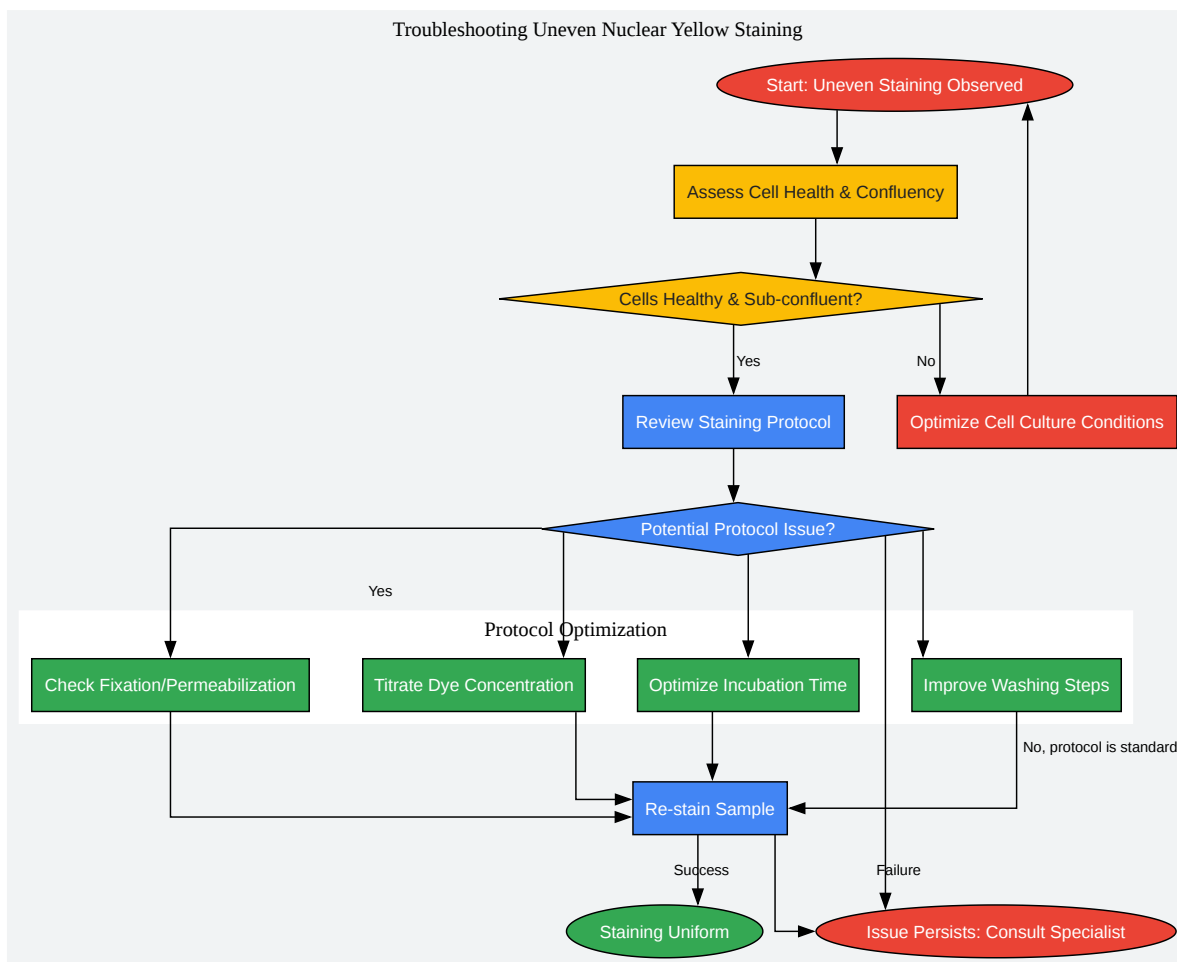 Troubleshooting Uneven Nuclear Yellow Staining
Start: Uneven Staining Observed
Assess Cell Health & Confluency
Cells Healthy & Sub-confluent?
Yes
No
Review Staining Protocol
Optimize Cell Culture Conditions
Potential Protocol Issue?
Yes
Protocol Optimization
Check Fixation/Permeabilization
Titrate Dye Concentration
Optimize Incubation Time
Improve Washing Steps
No, protocol is standard
Re-stain Sample
Success
Failure
Staining Uniform
Issue Persists: Consult Specialist